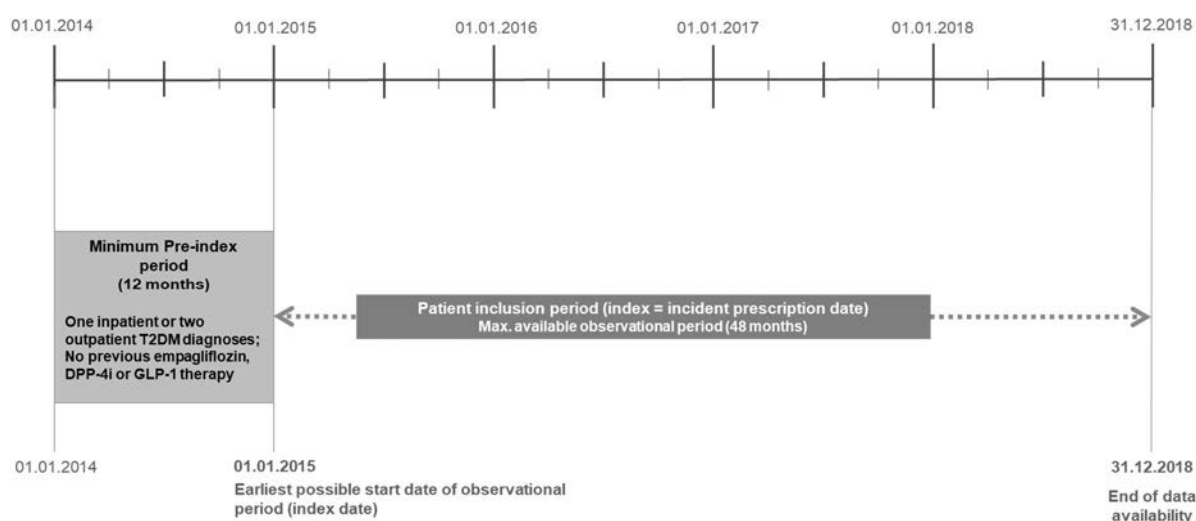 01.01.2014
01.01.2015
01.01.2016
01.01.2017
01.01.2018
31.12.2018
Minimum Pre-index
period
(12 months)
One inpatient or two
outpatient T2DM diagnoses;
No previous empagliflozin,
DPP-4i or GLP-1 therapy
Patient inclusion period (index = incident prescription date)
Max. available observational period (48 months)
01.01.2014
01.01.2015
Earliest possible start date of observational
period (index date)
31.12.2018
End of data
availability